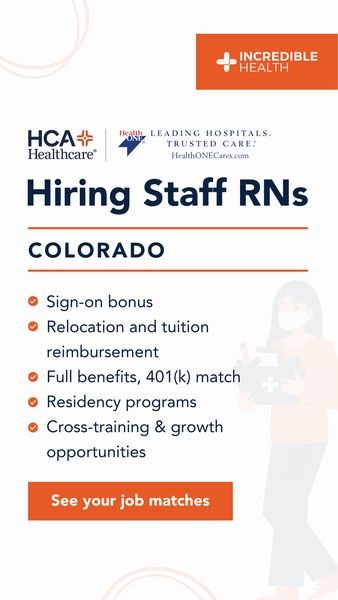 INCREDIBLE
HEALTH
HCA
Healthcare®
Health
ONE®
LEADING HOSPITALS.
TRUSTED CARE.®
HealthONECares.com
Hiring Staff RNs
COLORADO
Sign-on bonus
Relocation and tuition
reimbursement
Full benefits, 401(k) match
Residency programs
Cross-training & growth
opportunities
See your job matches